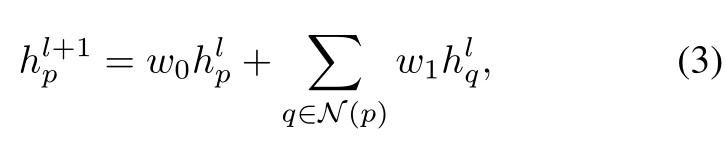 $h_p^{l+1} = w_0 h_p^l + \sum_{q \in \mathcal{N}(p)} w_1 h_q^l,$ (3)